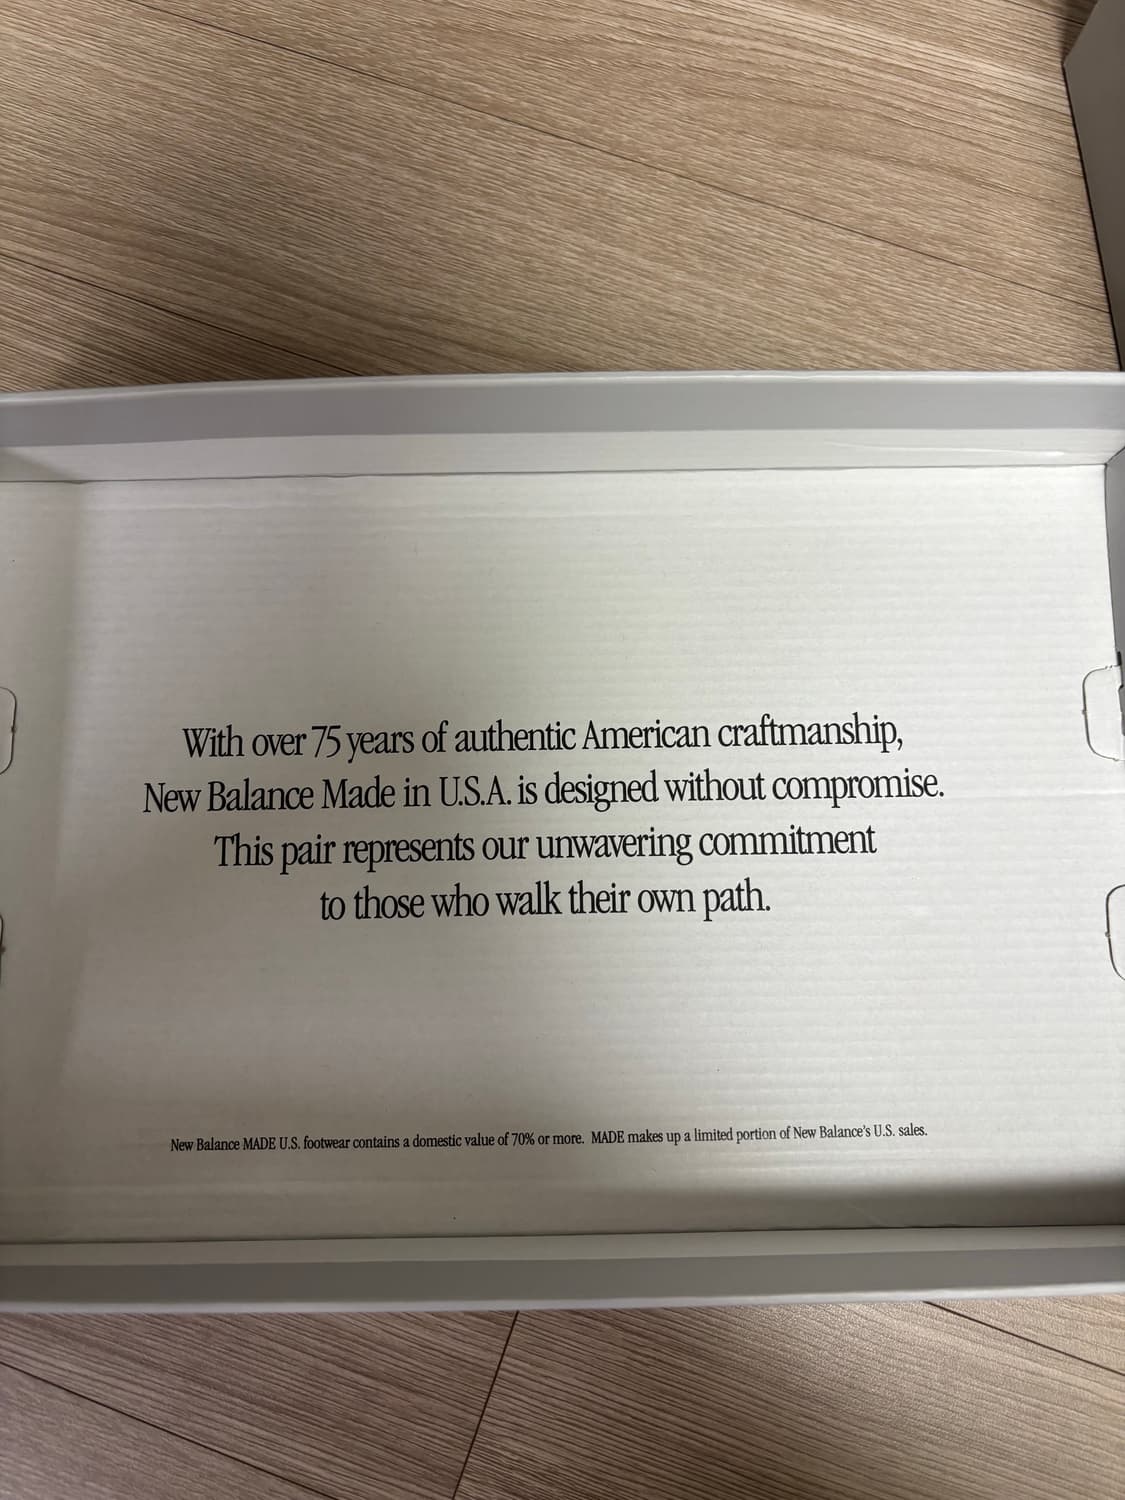 With over 75 years of authentic American craftmanship,
New Balance Made in U.S.A. is designed without compromise.
This pair represents our unwavering commitment
to those who walk their own path.
New Balance MADE U.S. footwear contains a domestic value of 70% or more. MADE makes up a limited portion of New Balance's U.S. sales.